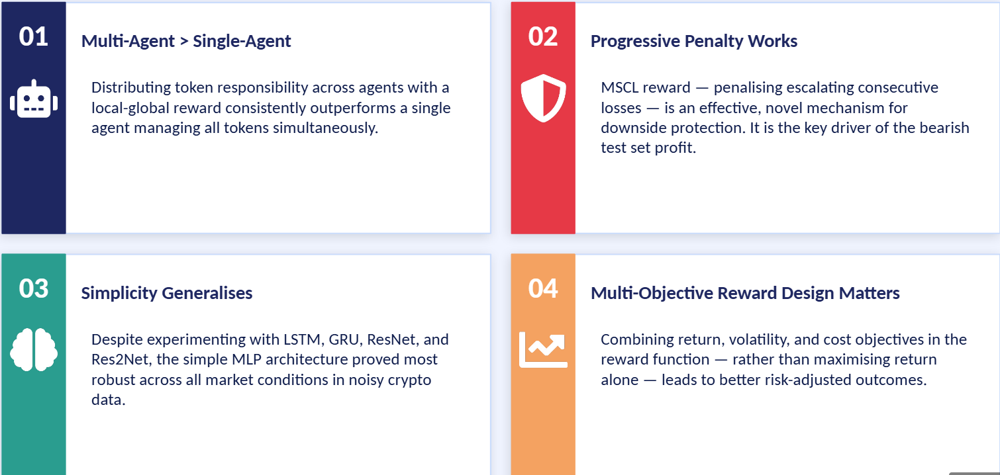 01
Multi-Agent > Single-Agent
Distributing token responsibility across agents with a
local-global reward consistently outperforms a single
agent managing all tokens simultaneously.
02
Progressive Penalty Works
MSCL reward — penalising escalating consecutive
losses — is an effective, novel mechanism for
downside protection. It is the key driver of the bearish
test set profit.
03
Simplicity Generalises
Despite experimenting with LSTM, GRU, ResNet, and
Res2Net, the simple MLP architecture proved most
robust across all market conditions in noisy crypto
data.
04
Multi-Objective Reward Design Matters
Combining return, volatility, and cost objectives in the
reward function — rather than maximising return
alone — leads to better risk-adjusted outcomes.